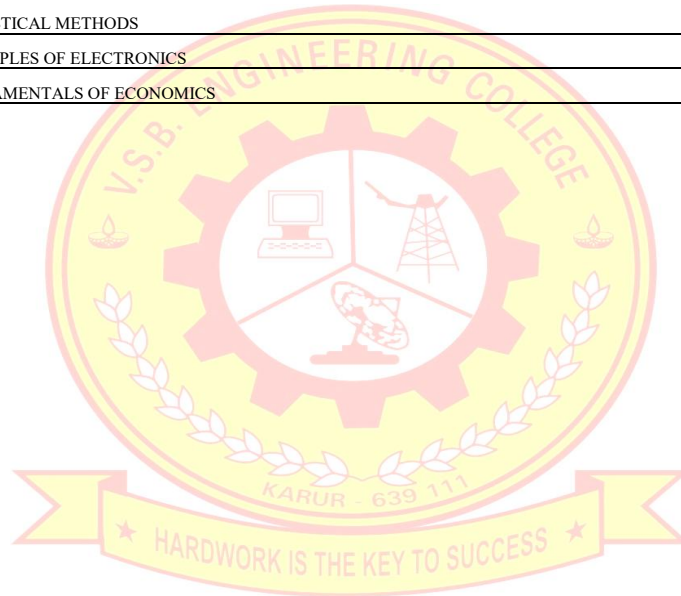 TICAL METHODS
PLES OF ELECTRONICS
AMENTALS OF ECONOMICS
V.S.B. ENGINEERING COLLEGE
KARUR - 639 111
HARDWORK IS THE KEY TO SUCCESS